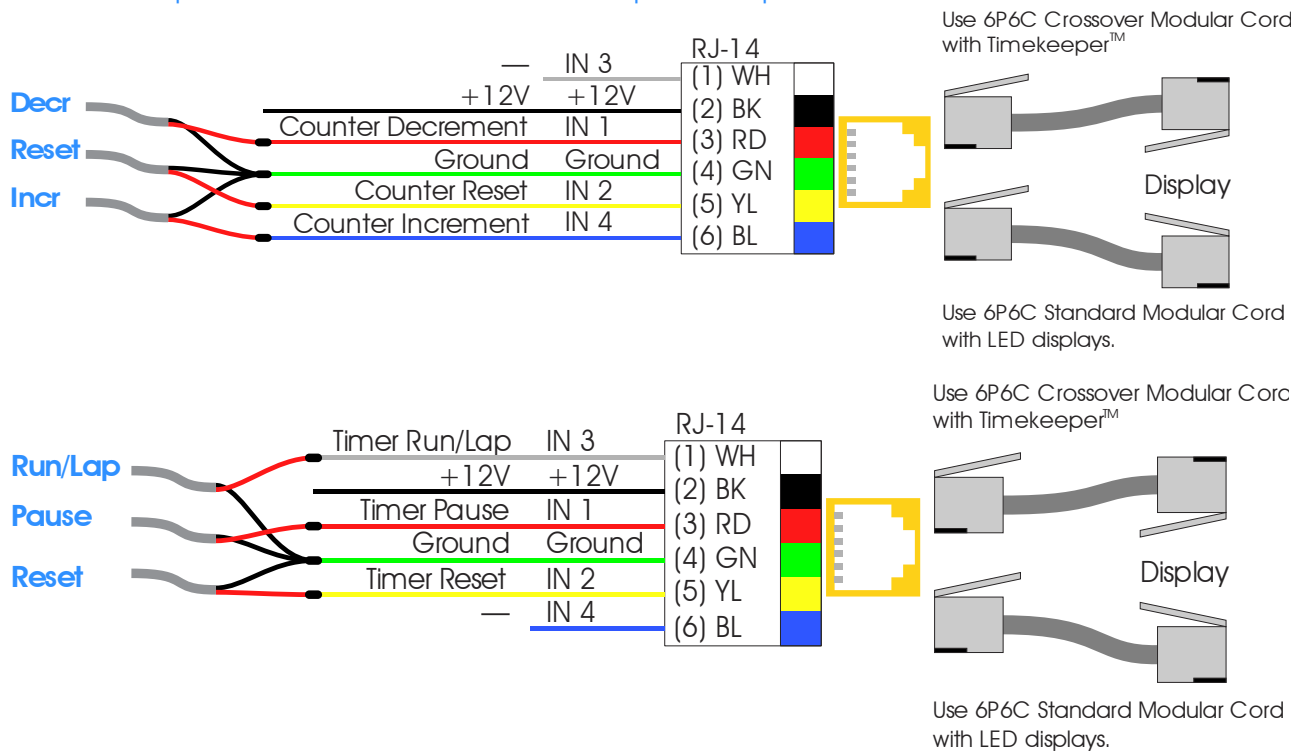 Use 6P6C Crossover Modular Cord
with Timekeeper™
RJ-14
— IN 3 (1) WH
Decr
+12V +12V (2) BK
Counter Decrement IN 1 (3) RD
Reset
Ground Ground (4) GN
Incr
Counter Reset IN 2 (5) YL
Counter Increment IN 4 (6) BL
Display
Use 6P6C Standard Modular Cord
with LED displays.
Use 6P6C Crossover Modular Cord
with Timekeeper™
RJ-14
Timer Run/Lap IN 3 (1) WH
Run/Lap
+12V +12V (2) BK
Pause
Timer Pause IN 1 (3) RD
Ground Ground (4) GN
Reset
Timer Reset IN 2 (5) YL
— IN 4 (6) BL
Display
Use 6P6C Standard Modular Cord
with LED displays.